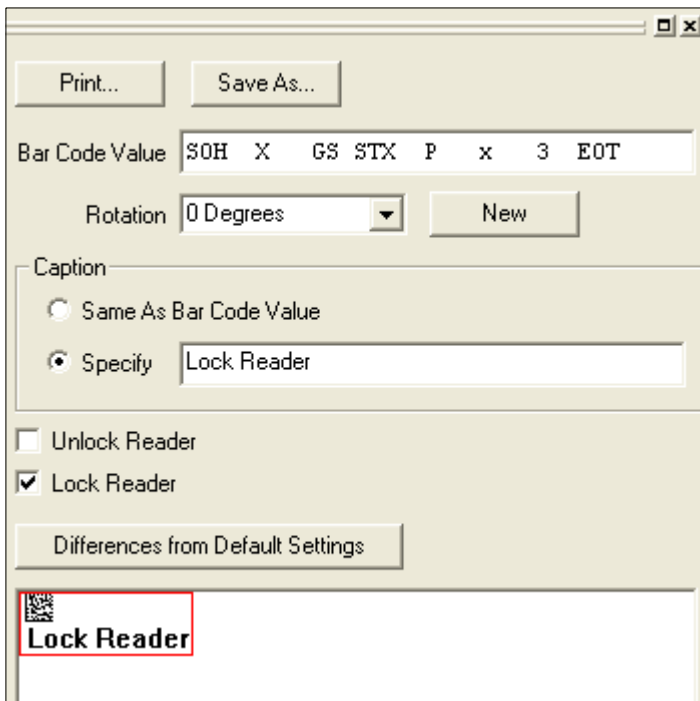 Print... Save As...
Bar Code Value SOH X GS STX P x 3 EOT
Rotation 0 Degrees New
Caption
Same As Bar Code Value
Specify Lock Reader
Unlock Reader
Lock Reader
Differences from Default Settings
Lock Reader